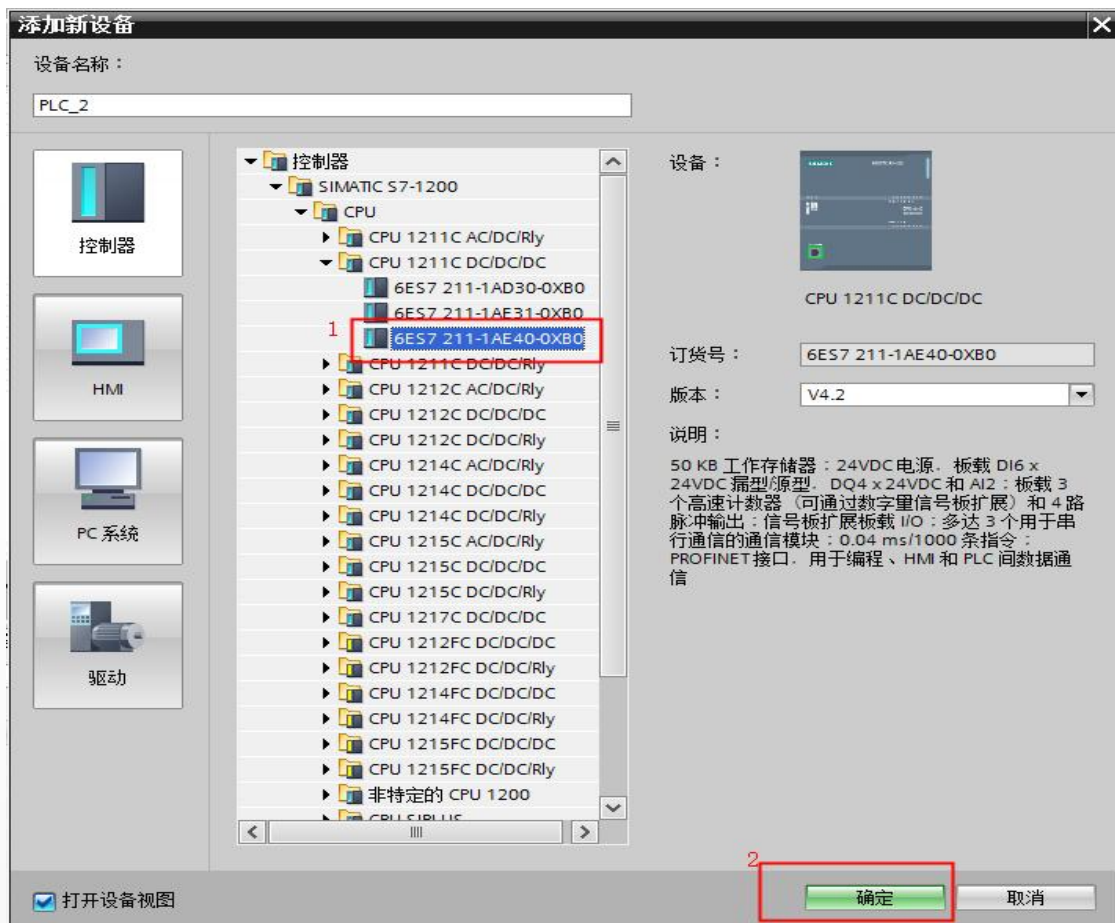 添加新设备
设备名称：
PLC_2
控制器
HMI
PC 系统
驱动
控制器
SIMATIC S7-1200
CPU
CPU 1211C AC/DC/Rly
CPU 1211C DC/DC/DC
6ES7 211-1AD30-0XB0
6ES7 211-1AE31-0XB0
1
6ES7 211-1AE40-0XB0
CPU 1211C DC/DC/Rly
CPU 1212C AC/DC/Rly
CPU 1212C DC/DC/DC
CPU 1212C DC/DC/Rly
CPU 1214C AC/DC/Rly
CPU 1214C DC/DC/DC
CPU 1214C DC/DC/Rly
CPU 1215C AC/DC/Rly
CPU 1215C DC/DC/DC
CPU 1215C DC/DC/Rly
CPU 1217C DC/DC/DC
CPU 1212FC DC/DC/DC
CPU 1212FC DC/DC/Rly
CPU 1214FC DC/DC/DC
CPU 1214FC DC/DC/Rly
CPU 1215FC DC/DC/DC
CPU 1215FC DC/DC/Rly
非特定的 CPU 1200
CPU SIPLUS
设备：
CPU 1211C DC/DC/DC
订货号：
6ES7 211-1AE40-0XB0
版本：
V4.2
说明：
50 KB 工作存储器；24VDC 电源，板载 DI6 x
24VDC 漏型/源型，DQ4 x 24VDC 和 AI2；板载 3
个高速计数器（可通过数字量信号板扩展）和 4 路
脉冲输出；信号板扩展板载 I/O；多达 3 个用于串
行通信的通信模块；0.04 ms/1000 条指令；
PROFINET 接口，用于编程、HMI 和 PLC 间数据通
信
打开设备视图
2
确定
取消